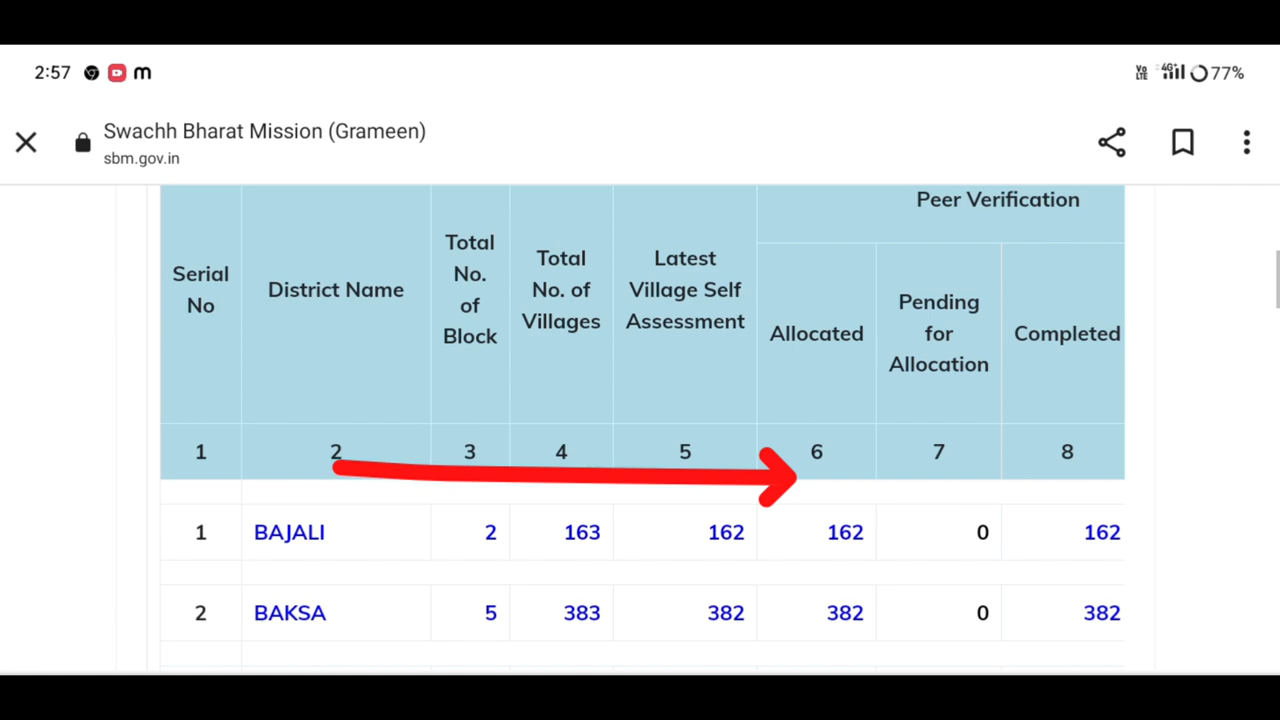 2:57 m VoLTE 4G+ 77%
Swachh Bharat Mission (Grameen)
sbm.gov.in
Peer Verification
Serial No
District Name
Total No. of Block
Total No. of Villages
Latest Village Self Assessment
Allocated
Pending for Allocation
Completed
1 2 3 4 5 6 7 8
1 BAJALI 2 163 162 162 0 162
2 BAKSA 5 383 382 382 0 382